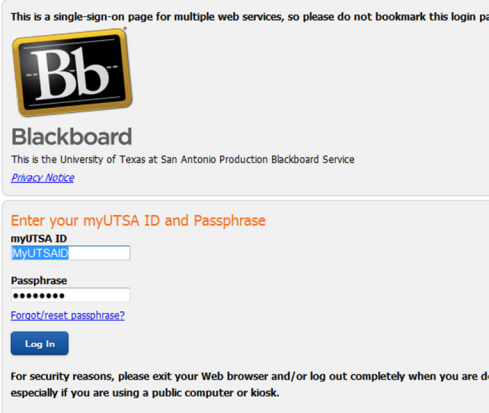 This is a single-sign-on page for multiple web services, so please do not bookmark this login
Bb
Blackboard
This is the University of Texas at San Antonio Production Blackboard Service
Privacy Notice
Enter your myUTSA ID and Passphrase
myUTSA ID
MyUTSAID
Passphrase
••••••••
Forgot/reset passphrase?
Log In
For security reasons, please exit your Web browser and/or log out completely when you are
especially if you are using a public computer or kiosk.